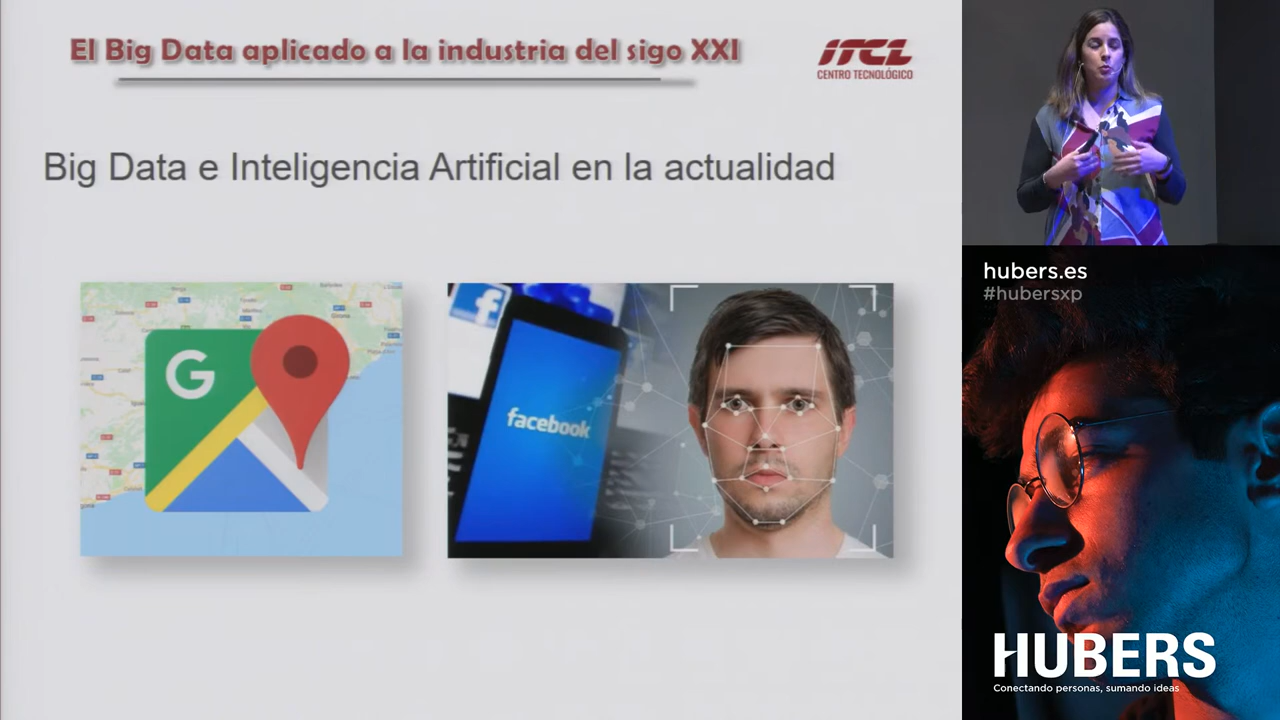 El Big Data aplicado a la industria del sigo XXI
ITCL
CENTRO TECNOLÓGICO
Big Data e Inteligencia Artificial en la actualidad
G
f
facebook
hubers.es
#hubersxp
HUBERS
Conectando personas, sumando ideas